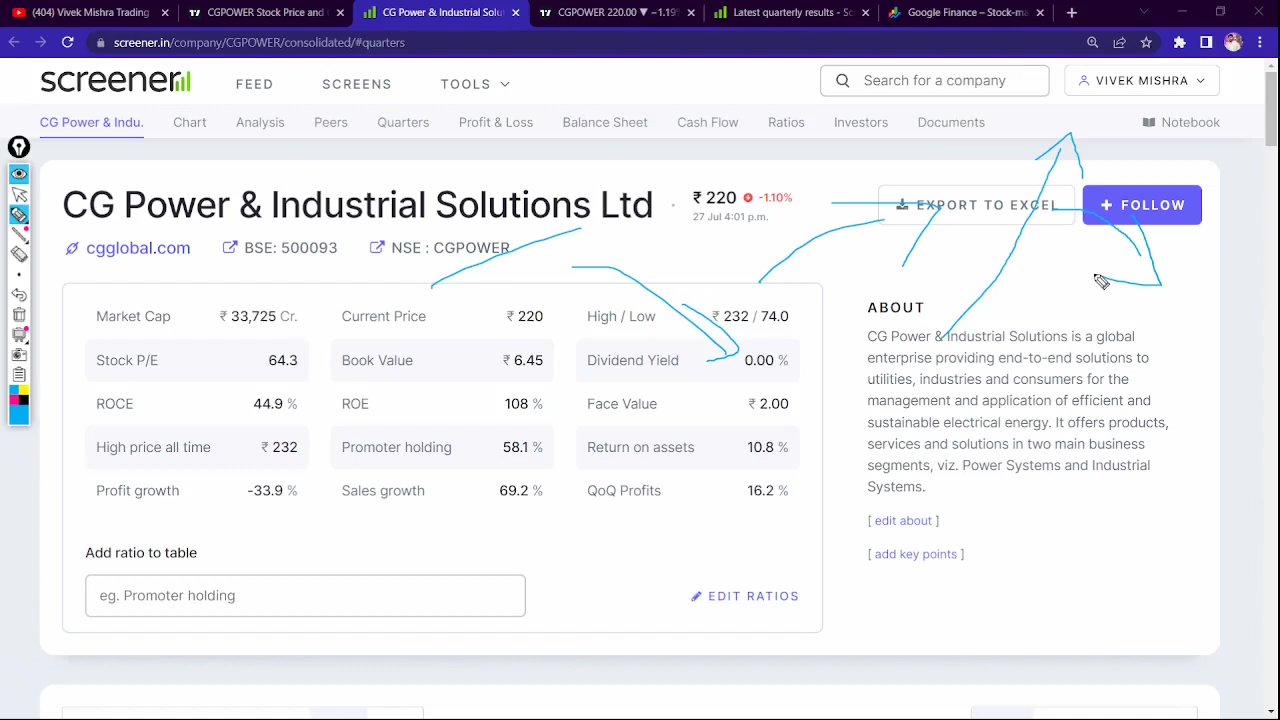 (404) Vivek Mishra Trading
CGPOWER Stock Price and
CG Power & Industrial Solu
CGPOWER 220.00 ▼ −1.19%
Latest quarterly results - Sc
Google Finance – Stock-ma
screener.in/company/CGPOWER/consolidated/#quarters
screener
FEED
SCREENS
TOOLS
Search for a company
VIVEK MISHRA
CG Power & Indu.
Chart
Analysis
Peers
Quarters
Profit & Loss
Balance Sheet
Cash Flow
Ratios
Investors
Documents
Notebook
CG Power & Industrial Solutions Ltd
₹ 220 -1.10%
27 Jul 4:01 p.m.
EXPORT TO EXCEL
FOLLOW
cgglobal.com
BSE: 500093
NSE : CGPOWER
Market Cap ₹ 33,725 Cr.
Current Price ₹ 220
High / Low ₹ 232 / 74.0
Stock P/E 64.3
Book Value ₹ 6.45
Dividend Yield 0.00 %
ROCE 44.9 %
ROE 108 %
Face Value ₹ 2.00
High price all time ₹ 232
Promoter holding 58.1 %
Return on assets 10.8 %
Profit growth -33.9 %
Sales growth 69.2 %
QoQ Profits 16.2 %
Add ratio to table
eg. Promoter holding
EDIT RATIOS
ABOUT
CG Power & Industrial Solutions is a global
enterprise providing end-to-end solutions to
utilities, industries and consumers for the
management and application of efficient and
sustainable electrical energy. It offers products,
services and solutions in two main business
segments, viz. Power Systems and Industrial
Systems.
[ edit about ]
[ add key points ]